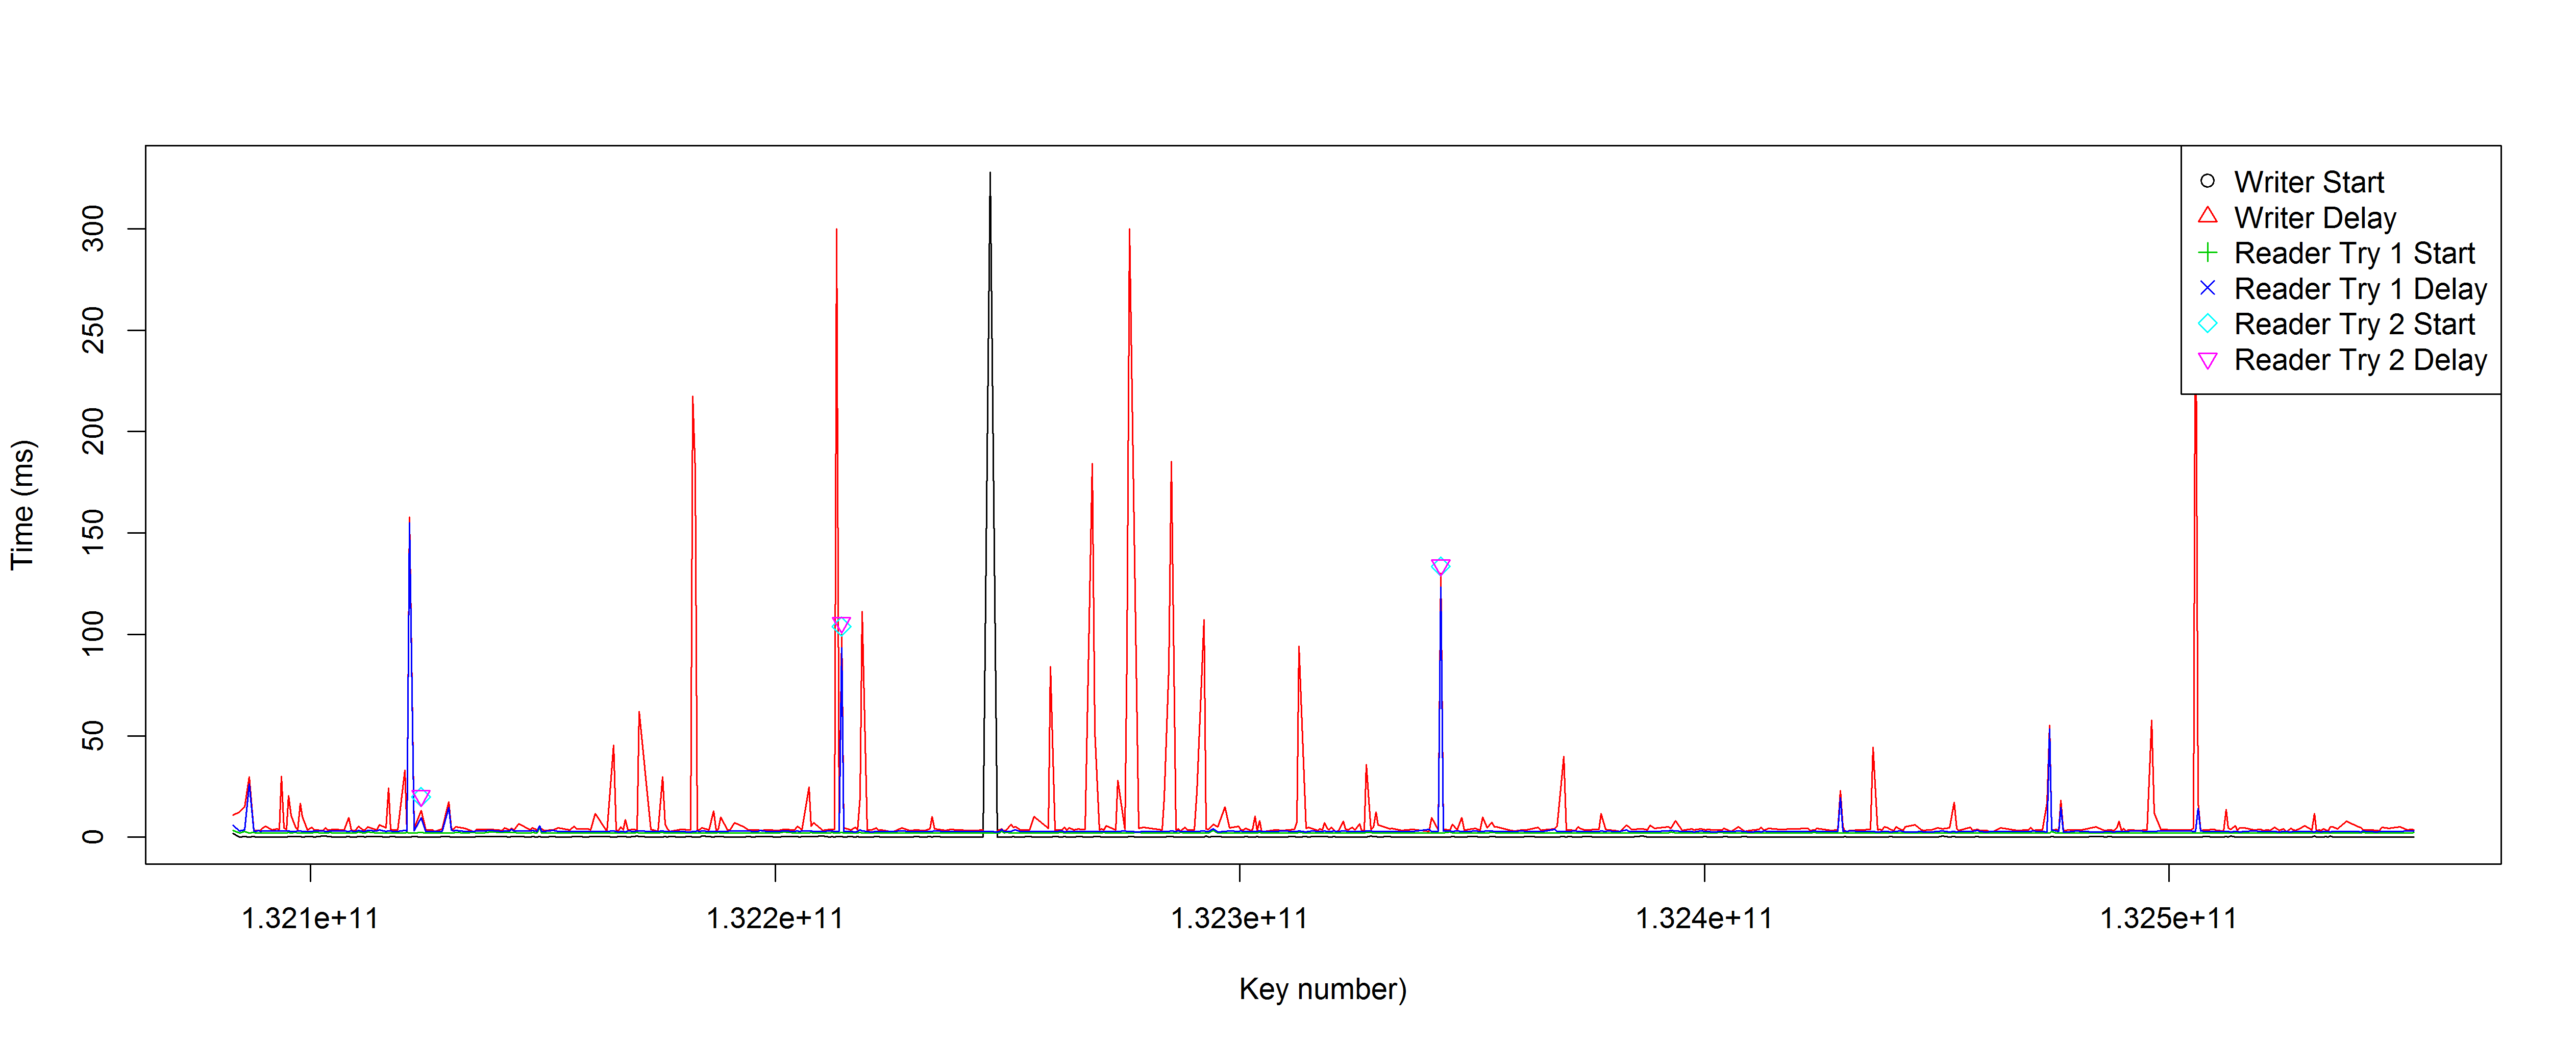 Writer Start
Writer Delay
Reader Try 1 Start
Reader Try 1 Delay
Reader Try 2 Start
Reader Try 2 Delay
Time (ms)
300
250
200
150
100
50
0
1.321e+11 1.322e+11 1.323e+11 1.324e+11 1.325e+11
Key number)